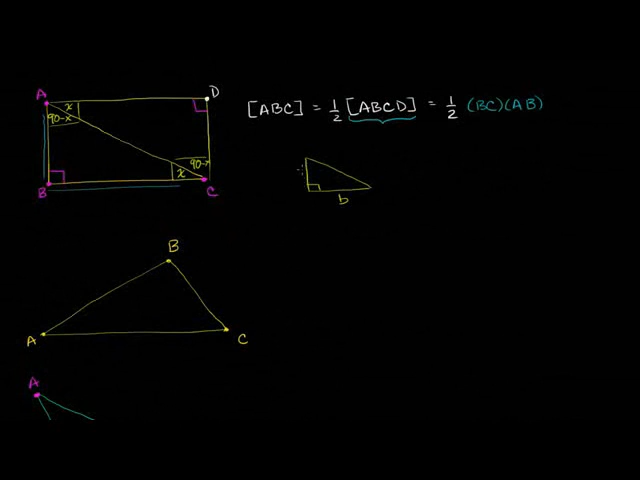 A
D
x
90-x
90-x
x
B
C
[ABC] = 1/2 [ABCD] = 1/2 (BC)(AB)
b
B
A
C
A